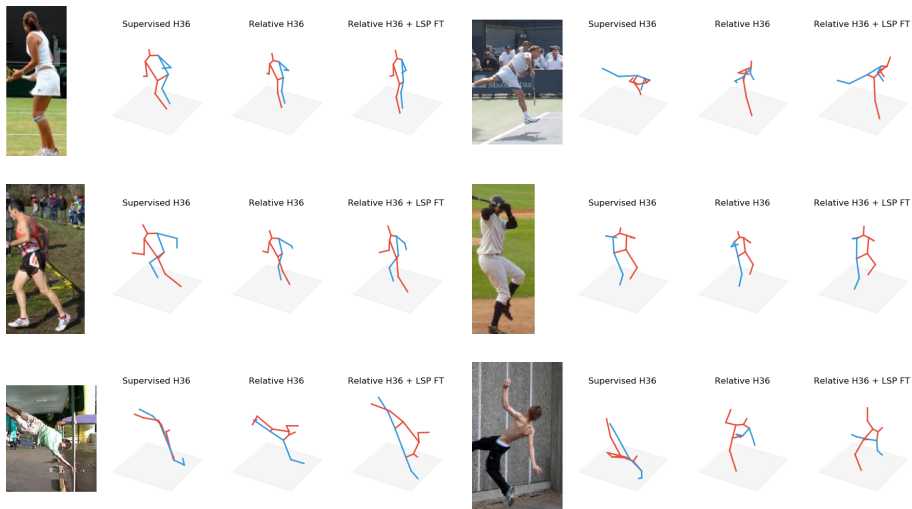 Supervised H36 Relative H36 Relative H36 + LSP FT Supervised H36 Relative H36 Relative H36 + LSP FT
Supervised H36 Relative H36 Relative H36 + LSP FT Supervised H36 Relative H36 Relative H36 + LSP FT
Supervised H36 Relative H36 Relative H36 + LSP FT Supervised H36 Relative H36 Relative H36 + LSP FT